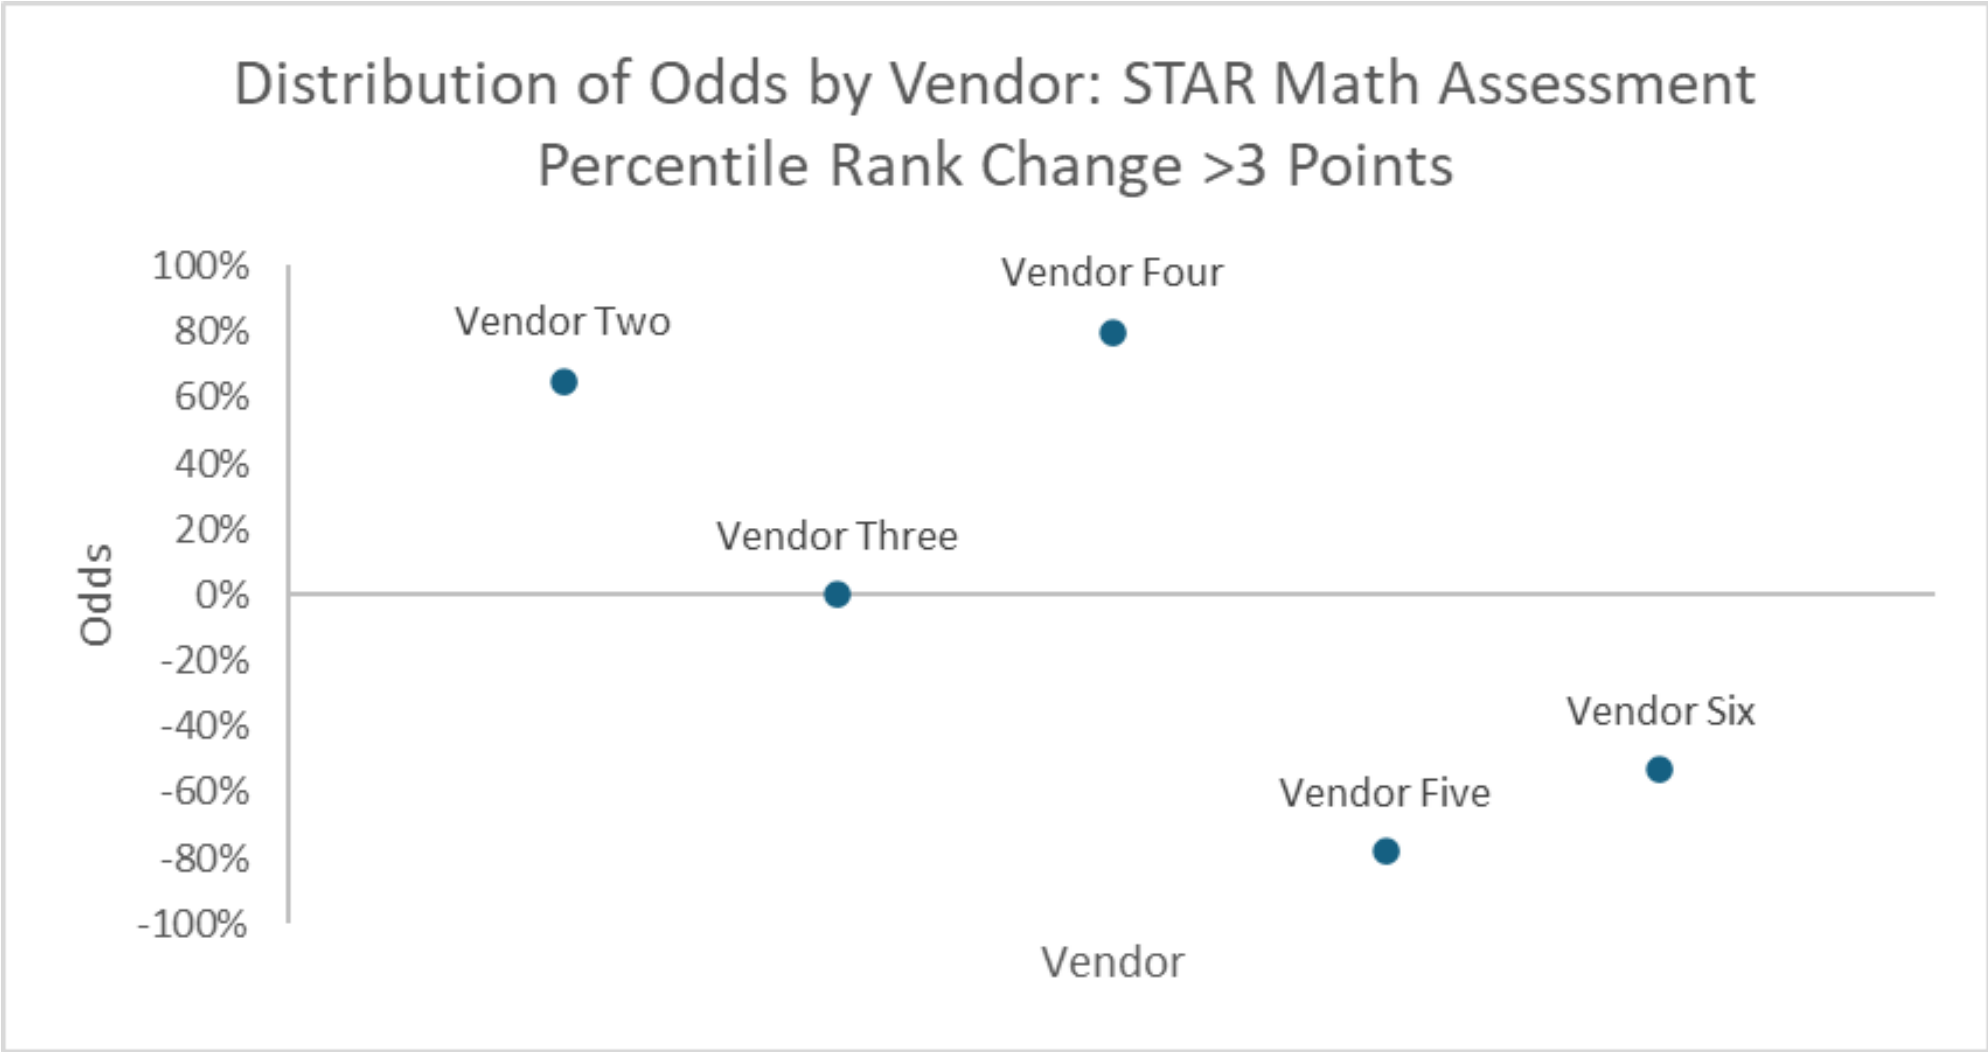 Distribution of Odds by Vendor: STAR Math Assessment
Percentile Rank Change >3 Points
100%
80%
60%
40%
20%
0%
-20%
-40%
-60%
-80%
-100%
Odds
Vendor Two
Vendor Three
Vendor Four
Vendor Five
Vendor Six
Vendor